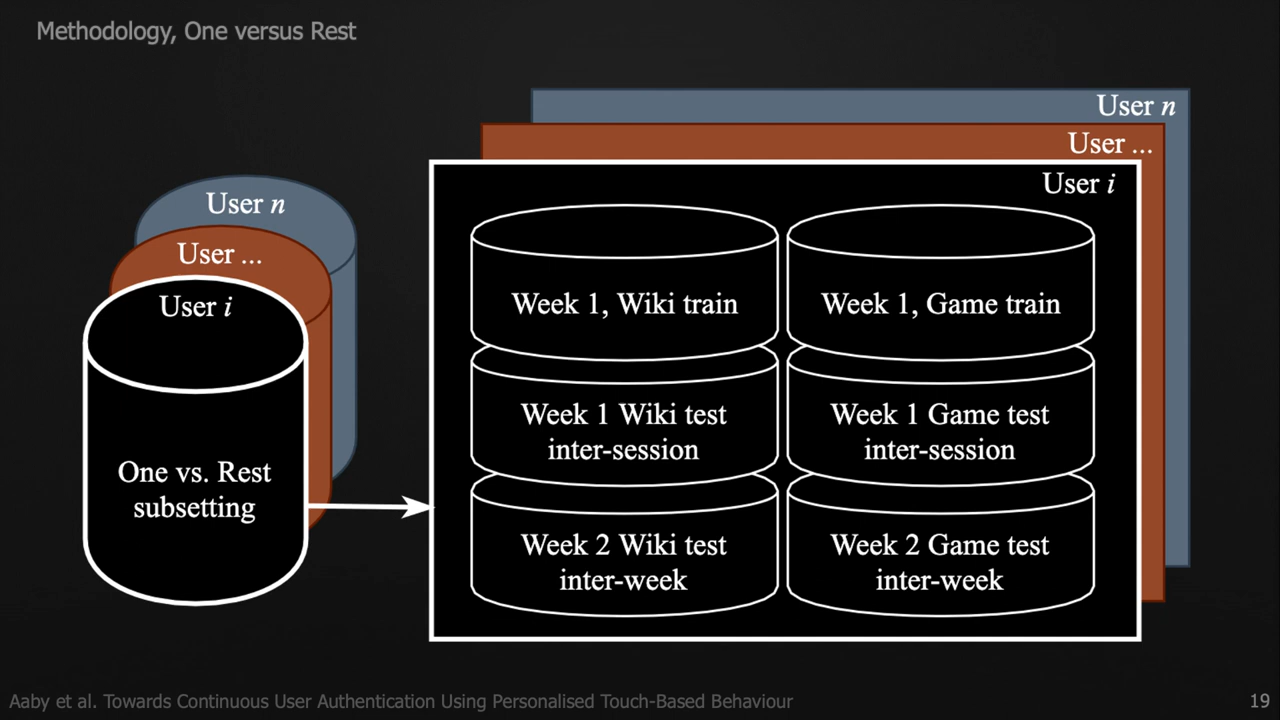 Methodology, One versus Rest
User n
User ...
User i
One vs. Rest
subsetting
User n
User ...
User i
Week 1, Wiki train
Week 1, Game train
Week 1 Wiki test
inter-session
Week 1 Game test
inter-session
Week 2 Wiki test
inter-week
Week 2 Game test
inter-week
Aaby et al. Towards Continuous User Authentication Using Personalised Touch-Based Behaviour
19